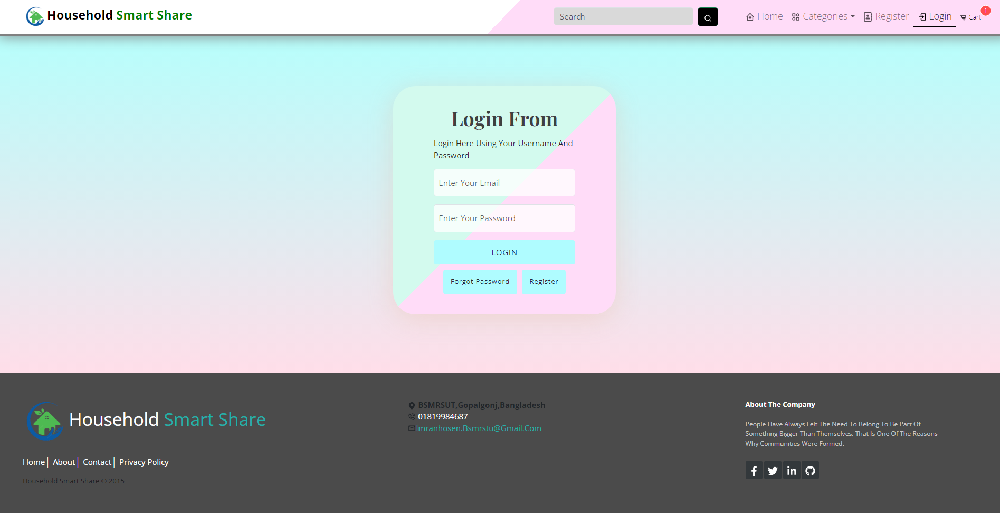 Household Smart Share
Search
Home
Categories
Register
Login
Cart
1
Login From
Login Here Using Your Username And
Password
Enter Your Email
Enter Your Password
LOGIN
Forgot Password
Register
Household Smart Share
Home| About| Contact| Privacy Policy
Household Smart Share © 2015
BSMRSUT,Gopalgonj,Bangladesh
01819984687
Imranhosen.Bsmrstu@Gmail.Com
About The Company
People Have Always Felt The Need To Belong To Be Part Of
Something Bigger Than Themselves. That Is One Of The Reasons
Why Communities Were Formed.